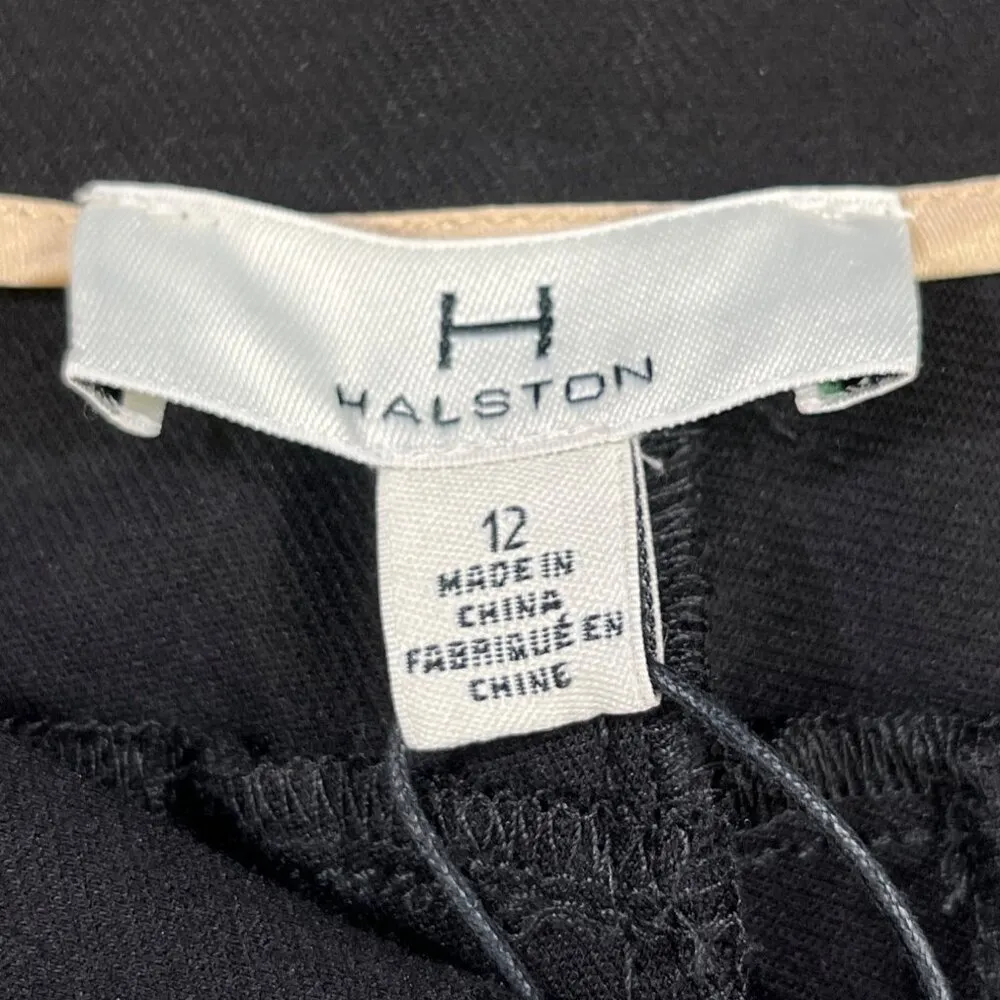 H
HALSTON
12
MADE IN
CHINA
FABRIQUÉ EN
CHINE